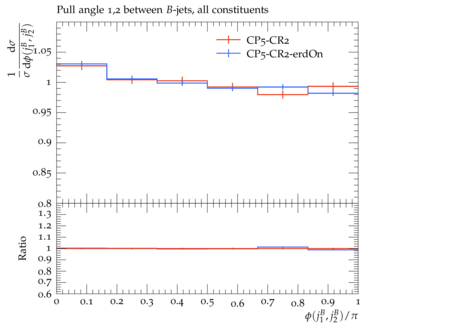 Pull angle 1,2 between B-jets, all constituents
1/σ dσ/dϕ(j₁ᴮ, j₂ᴮ)
CP5-CR2
CP5-CR2-erdOn
1.05
1
0.95
0.9
0.85
0.8
Ratio
1.3
1.2
1.1
1
0.9
0.8
0.7
0.6
0 0.1 0.2 0.3 0.4 0.5 0.6 0.7 0.8 0.9 1
ϕ(j₁ᴮ, j₂ᴮ)/π